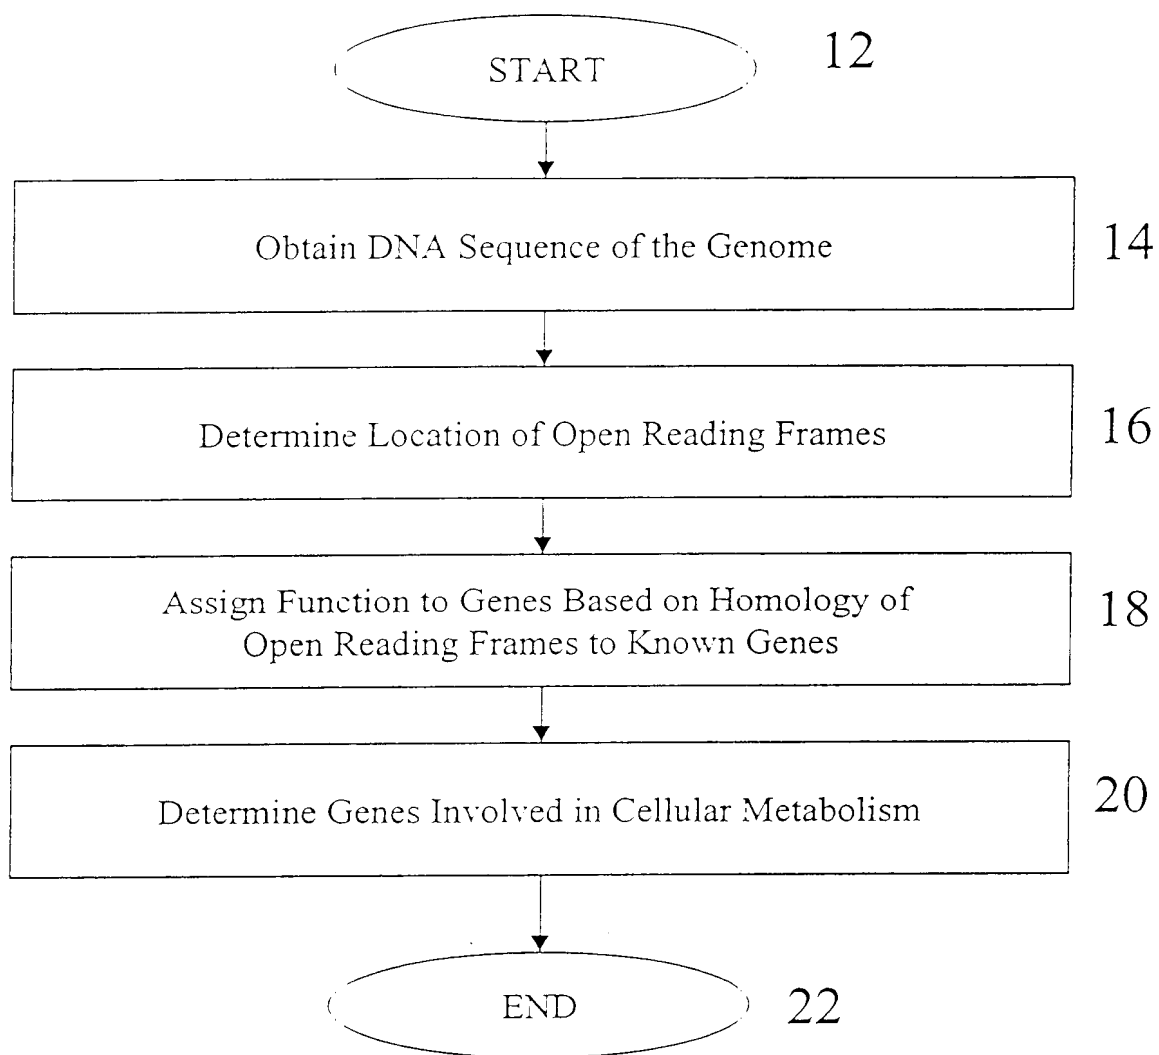 START
12
Obtain DNA Sequence of the Genome
14
Determine Location of Open Reading Frames
16
Assign Function to Genes Based on Homology of
Open Reading Frames to Known Genes
18
Determine Genes Involved in Cellular Metabolism
20
END
22